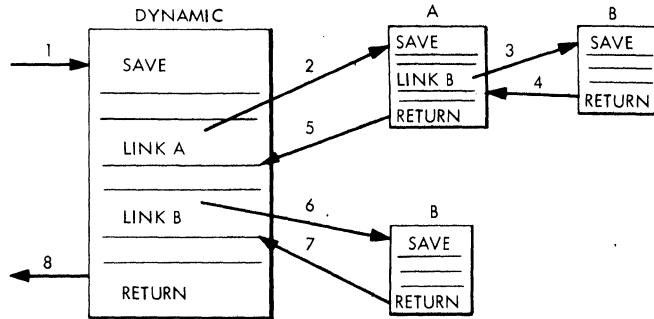 DYNAMIC
1
SAVE
LINK A
LINK B
RETURN
8
2
5
A
SAVE
LINK B
RETURN
3
4
B
SAVE
RETURN
6
7
B
SAVE
RETURN